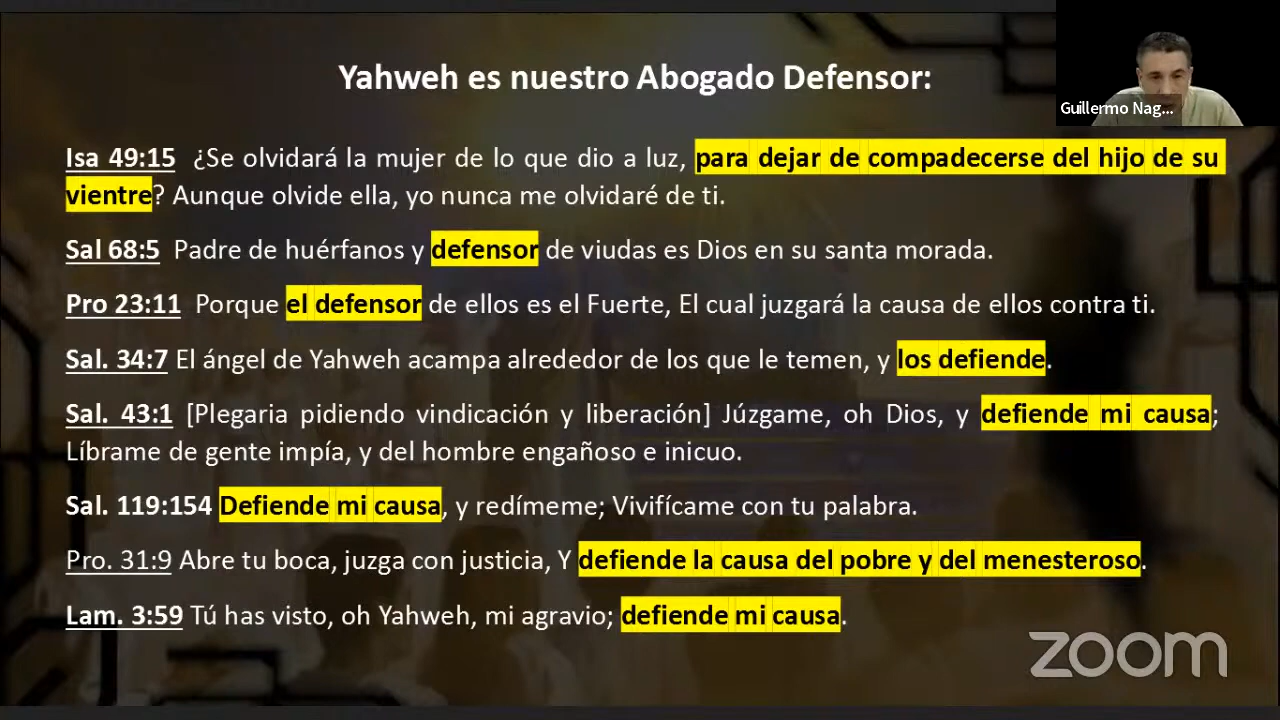 Yahweh es nuestro Abogado Defensor:
Guillermo Nag...
Isa 49:15 ¿Se olvidará la mujer de lo que dio a luz, para dejar de compadecerse del hijo de su
vientre? Aunque olvide ella, yo nunca me olvidaré de ti.
Sal 68:5 Padre de huérfanos y defensor de viudas es Dios en su santa morada.
Pro 23:11 Porque el defensor de ellos es el Fuerte, El cual juzgará la causa de ellos contra ti.
Sal. 34:7 El ángel de Yahweh acampa alrededor de los que le temen, y los defiende.
Sal. 43:1 [Plegaria pidiendo vindicación y liberación] Júzgame, oh Dios, y defiende mi causa;
Líbrame de gente impía, y del hombre engañoso e inicuo.
Sal. 119:154 Defiende mi causa, y redímeme; Vivifícame con tu palabra.
Pro. 31:9 Abre tu boca, juzga con justicia, Y defiende la causa del pobre y del menesteroso.
Lam. 3:59 Tú has visto, oh Yahweh, mi agravio; defiende mi causa.
zoom